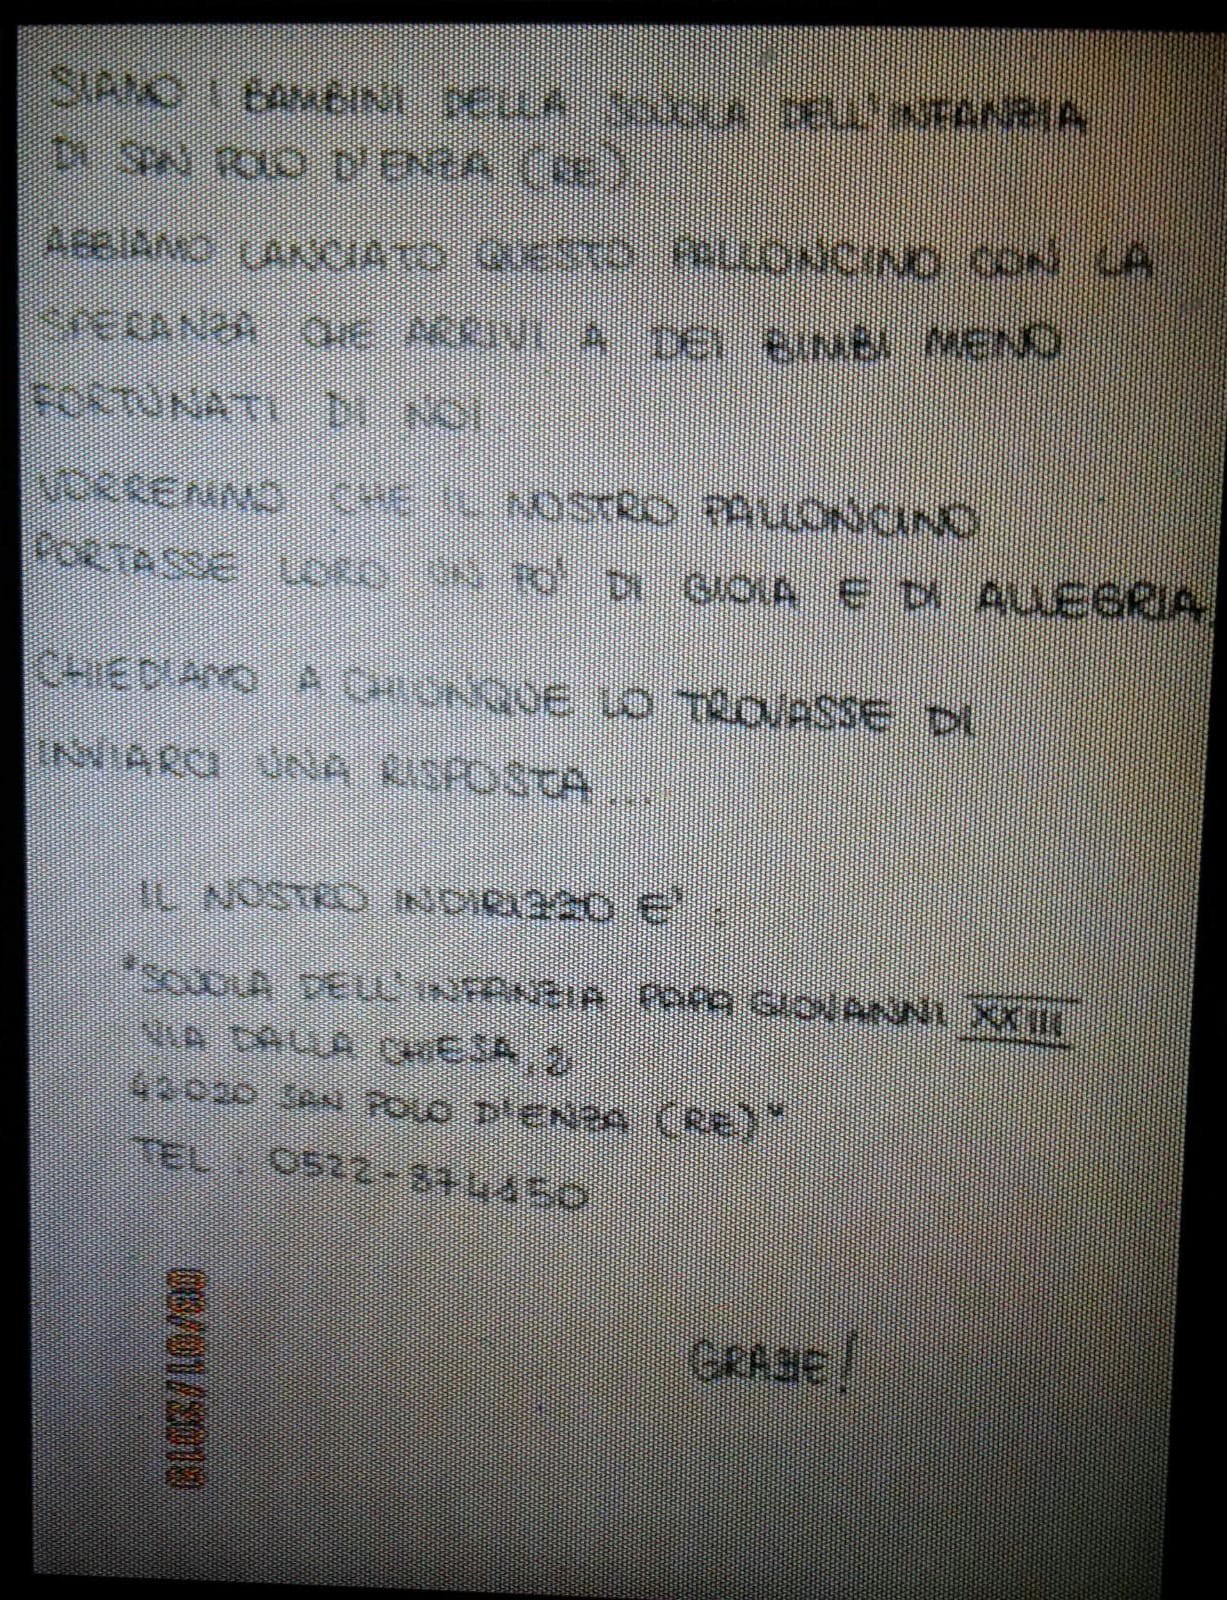 SIAMO I BAMBINI DELLA SCUOLA DELL'INFANZIA
DI SAN POLO D'ENZA (RE).
ABBIAMO LANCIATO QUESTO PALLONCINO CON LA
SPERANZA CHE ARRIVI A DEI BIMBI MENO
FORTUNATI DI NOI.
VORREMMO CHE IL NOSTRO PALLONCINO
PORTASSE LORO UN PO' DI GIOIA E DI ALLEGRIA.
CHIEDIAMO A CHIUNQUE LO TROVASSE DI
INVIARCI UNA RISPOSTA...
IL NOSTRO INDIRIZZO E' :
"SCUOLA DELL'INFANZIA PAPA GIOVANNI XXIII
VIA DALLA CHIESA, 2
42020 SAN POLO D'ENZA (RE)"
TEL : 0522-874150
GRAZIE!